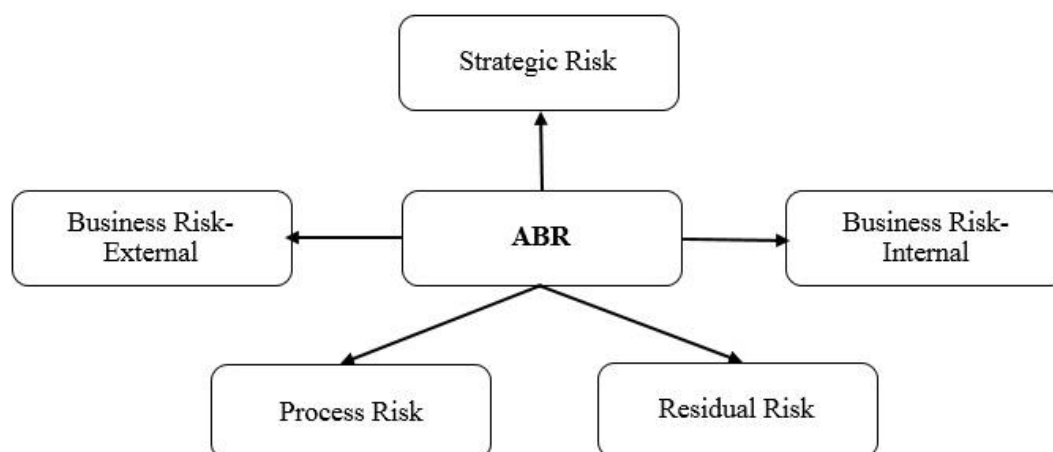 Strategic Risk
Business Risk-
External
ABR
Business Risk-
Internal
Process Risk
Residual Risk